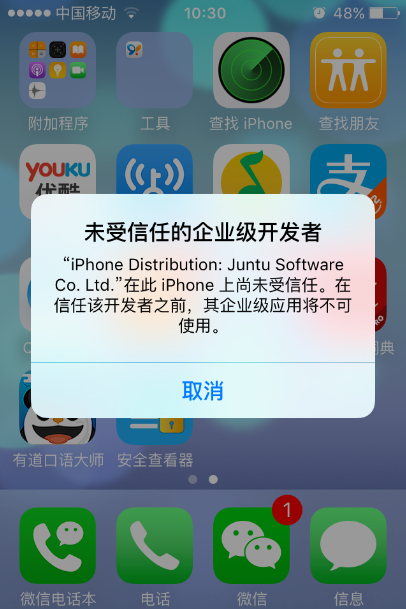 中国移动 10:30 48%
附加程序 工具 查找 iPhone 查找朋友
YOUKU
优酷
支
未受信任的企业级开发者
“iPhone Distribution: Juntu Software
Co. Ltd.”在此 iPhone 上尚未受信任。在
信任该开发者之前，其企业级应用将不可
使用。
取消
有道口语大师 安全查看器
1
微信电话本 电话 微信 信息